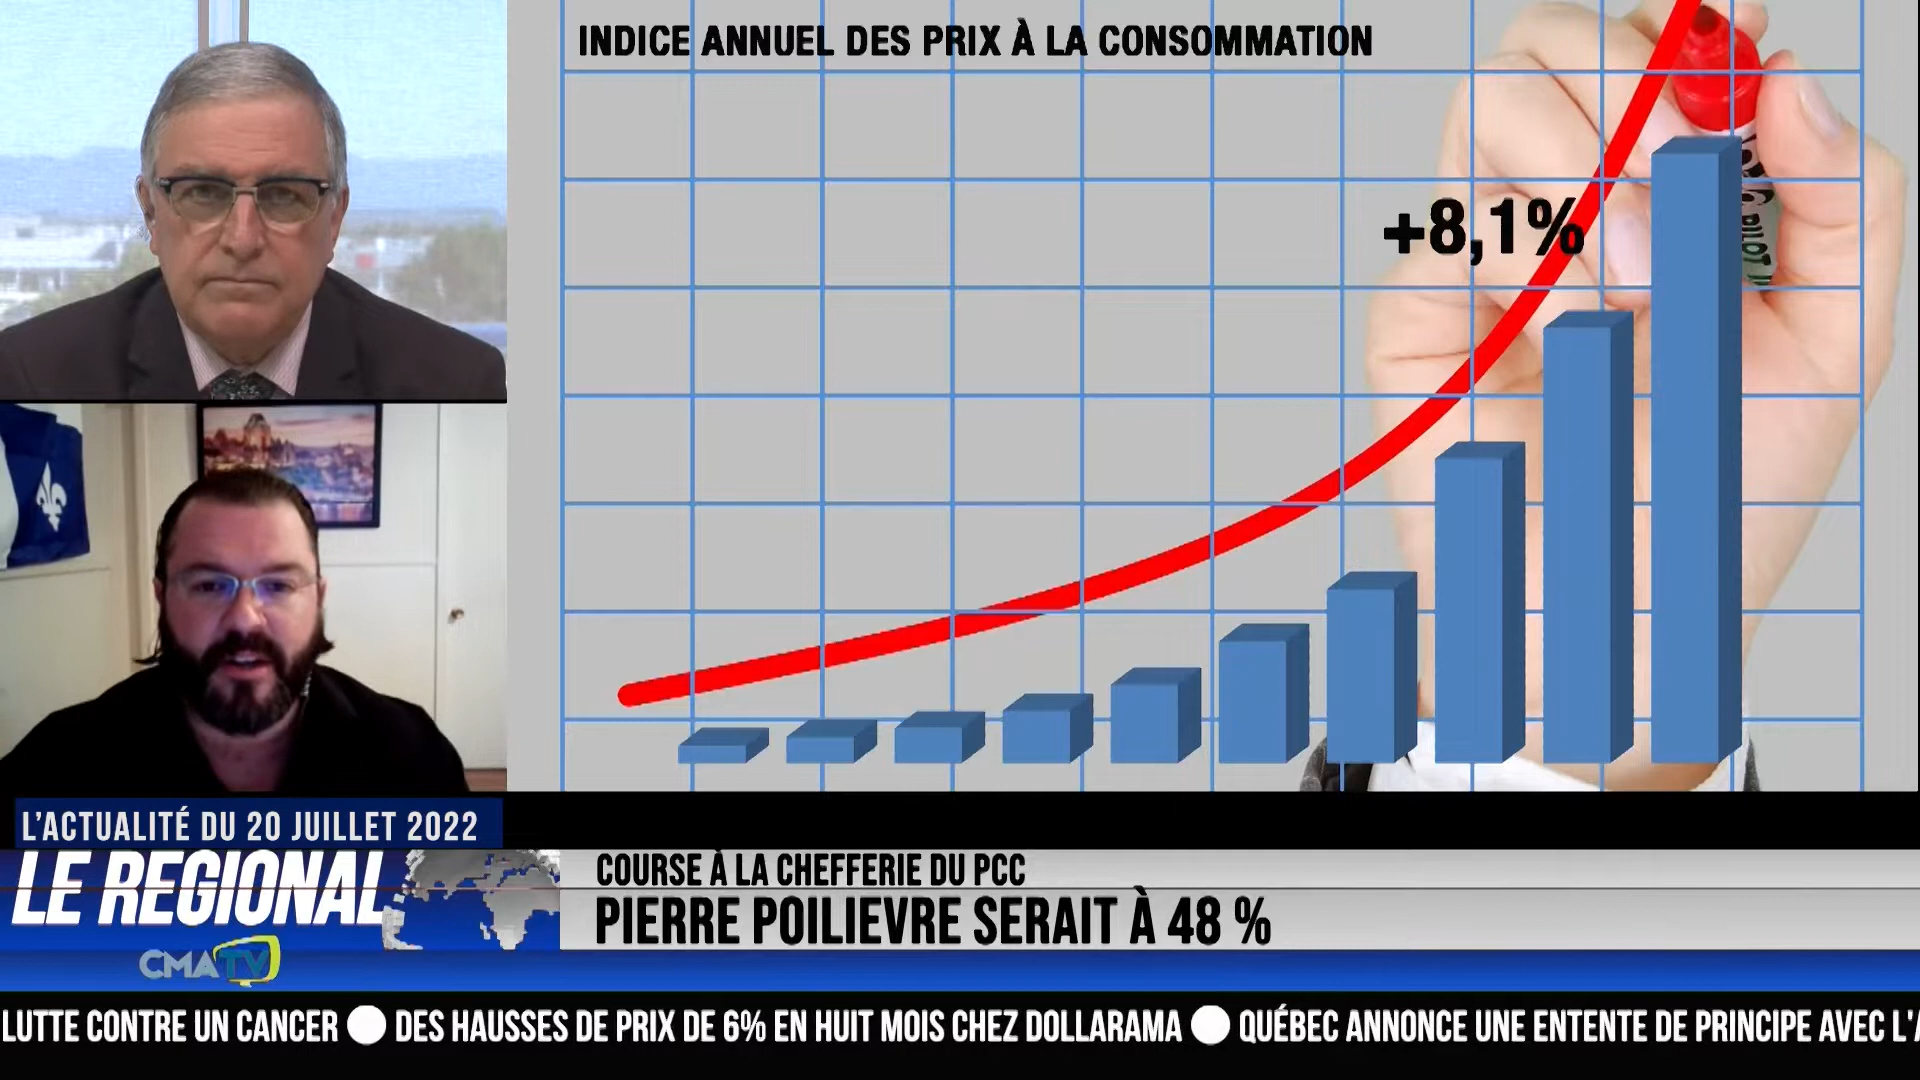 INDICE ANNUEL DES PRIX À LA CONSOMMATION
+8,1%
PILOT
L'ACTUALITÉ DU 20 JUILLET 2022
LE REGIONAL
CMATV
COURSE À LA CHEFFERIE DU PCC
PIERRE POILIEVRE SERAIT À 48 %
LUTTE CONTRE UN CANCER ⚪ DES HAUSSES DE PRIX DE 6% EN HUIT MOIS CHEZ DOLLARAMA ⚪ QUÉBEC ANNONCE UNE ENTENTE DE PRINCIPE AVEC L'